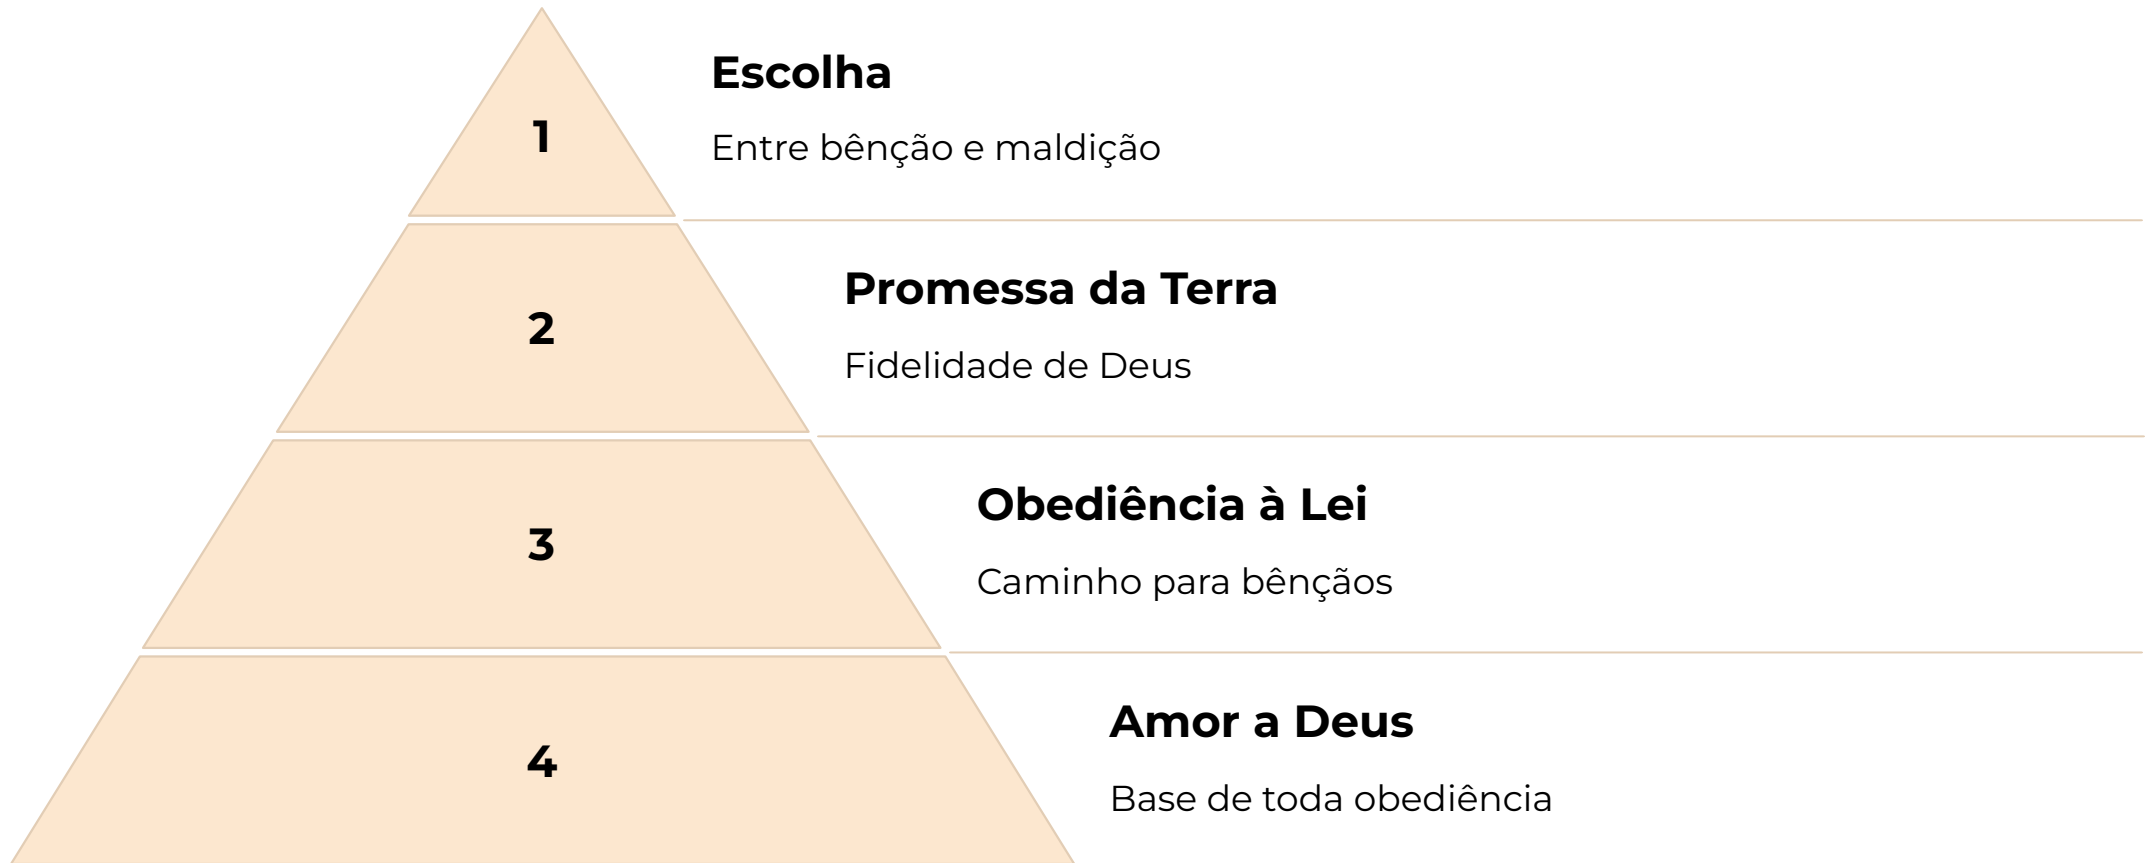 1
Escolha
Entre bênção e maldição
2
Promessa da Terra
Fidelidade de Deus
3
Obediência à Lei
Caminho para bênçãos
4
Amor a Deus
Base de toda obediência